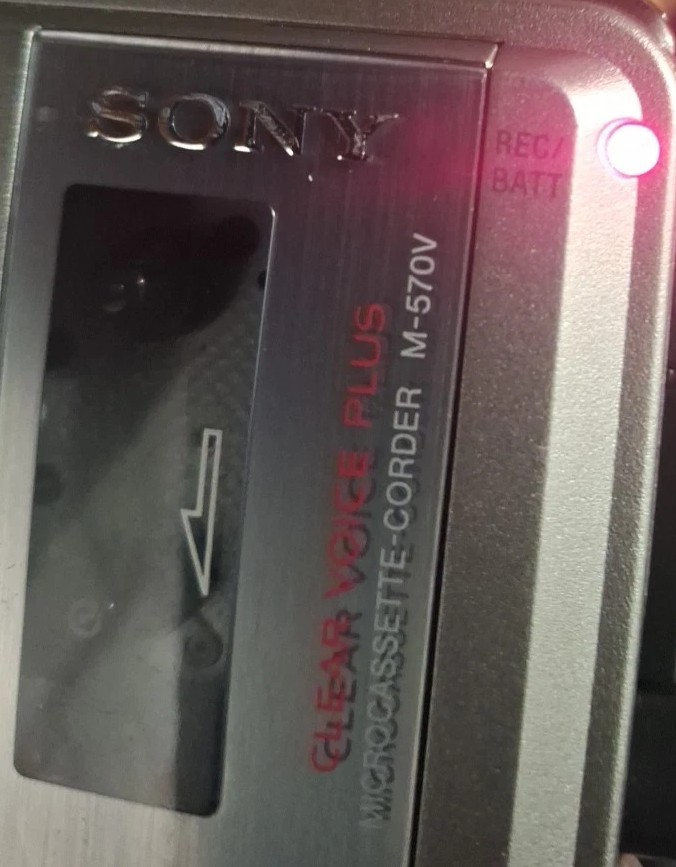 SONY
REC/
BATT
CLEAR VOICE PLUS
MICROCASSETTE-CORDER M-570V